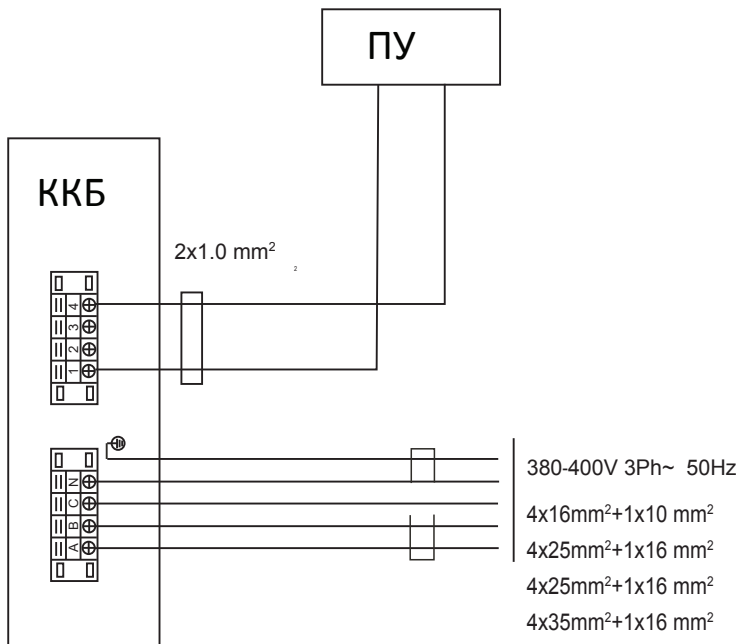 ПУ
ККБ
2x1.0 mm²
2
4
3
2
1
N
C
B
A
380-400V 3Ph~ 50Hz
4x16mm²+1x10 mm²
4x25mm²+1x16 mm²
4x25mm²+1x16 mm²
4x35mm²+1x16 mm²